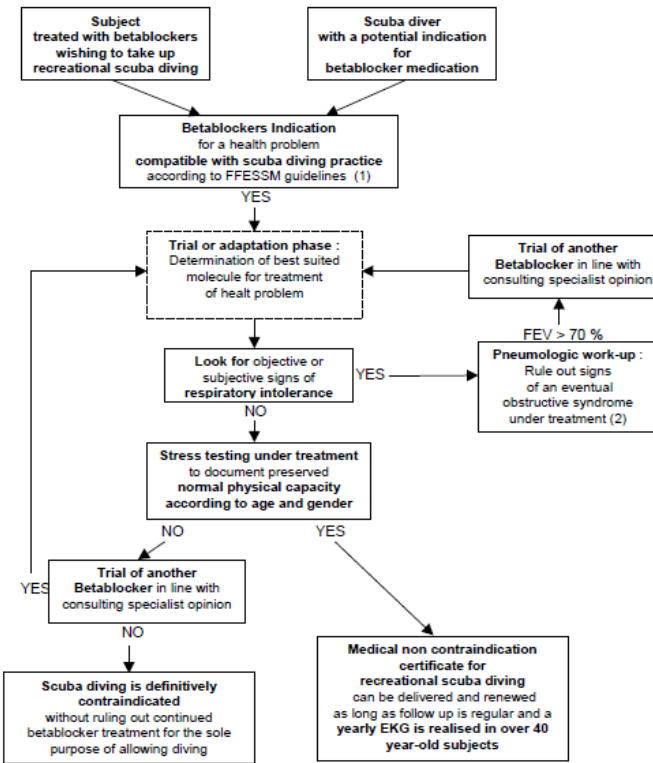 Subject
treated with betablockers
wishing to take up
recreational scuba diving
Scuba diver
with a potential indication
for
betablocker medication
Betablockers Indication
for a health problem
compatible with scuba diving practice
according to FFESSM guidelines (1)
YES
Trial or adaptation phase :
Determination of best suited
molecule for treatment
of healt problem
Trial of another
Betablocker in line with
consulting specialist opinion
FEV > 70 %
Look for objective or
subjective signs of
respiratory intolerance
YES
Pneumologic work-up :
Rule out signs
of an eventual
obstructive syndrome
under treatment (2)
NO
Stress testing under treatment
to document preserved
normal physical capacity
according to age and gender
NO
YES
YES
Trial of another
Betablocker in line with
consulting specialist opinion
NO
Scuba diving is definitively
contraindicated
without ruling out continued
betablocker treatment for the sole
purpose of allowing diving
Medical non contraindication
certificate for
recreational scuba diving
can be delivered and renewed
as long as follow up is regular and a
yearly EKG is realised in over 40
year-old subjects